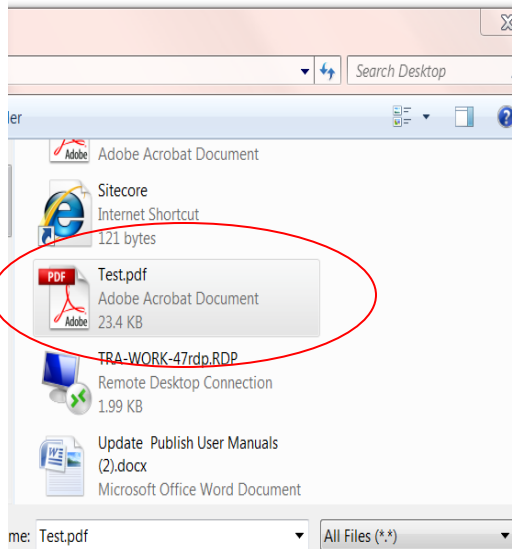 Search Desktop
ler
Adobe
Adobe Acrobat Document
Sitecore
Internet Shortcut
121 bytes
PDF
Adobe
Test.pdf
Adobe Acrobat Document
23.4 KB
TRA-WORK-47rdp.RDP
Remote Desktop Connection
1.99 KB
Update Publish User Manuals
(2).docx
Microsoft Office Word Document
me: Test.pdf All Files (*.*)